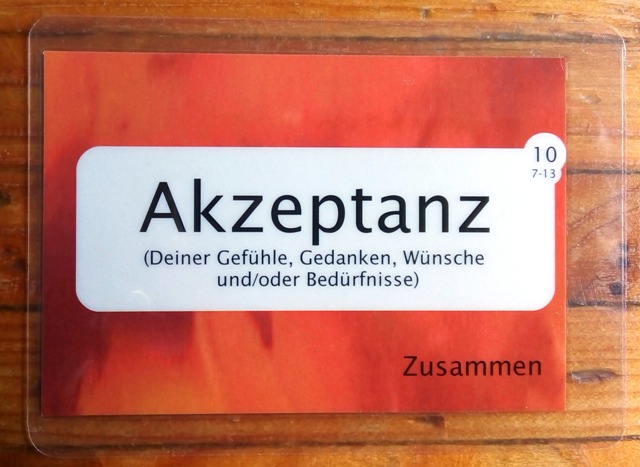 10
7-13
Akzeptanz
(Deiner Gefühle, Gedanken, Wünsche
und/oder Bedürfnisse)
Zusammen